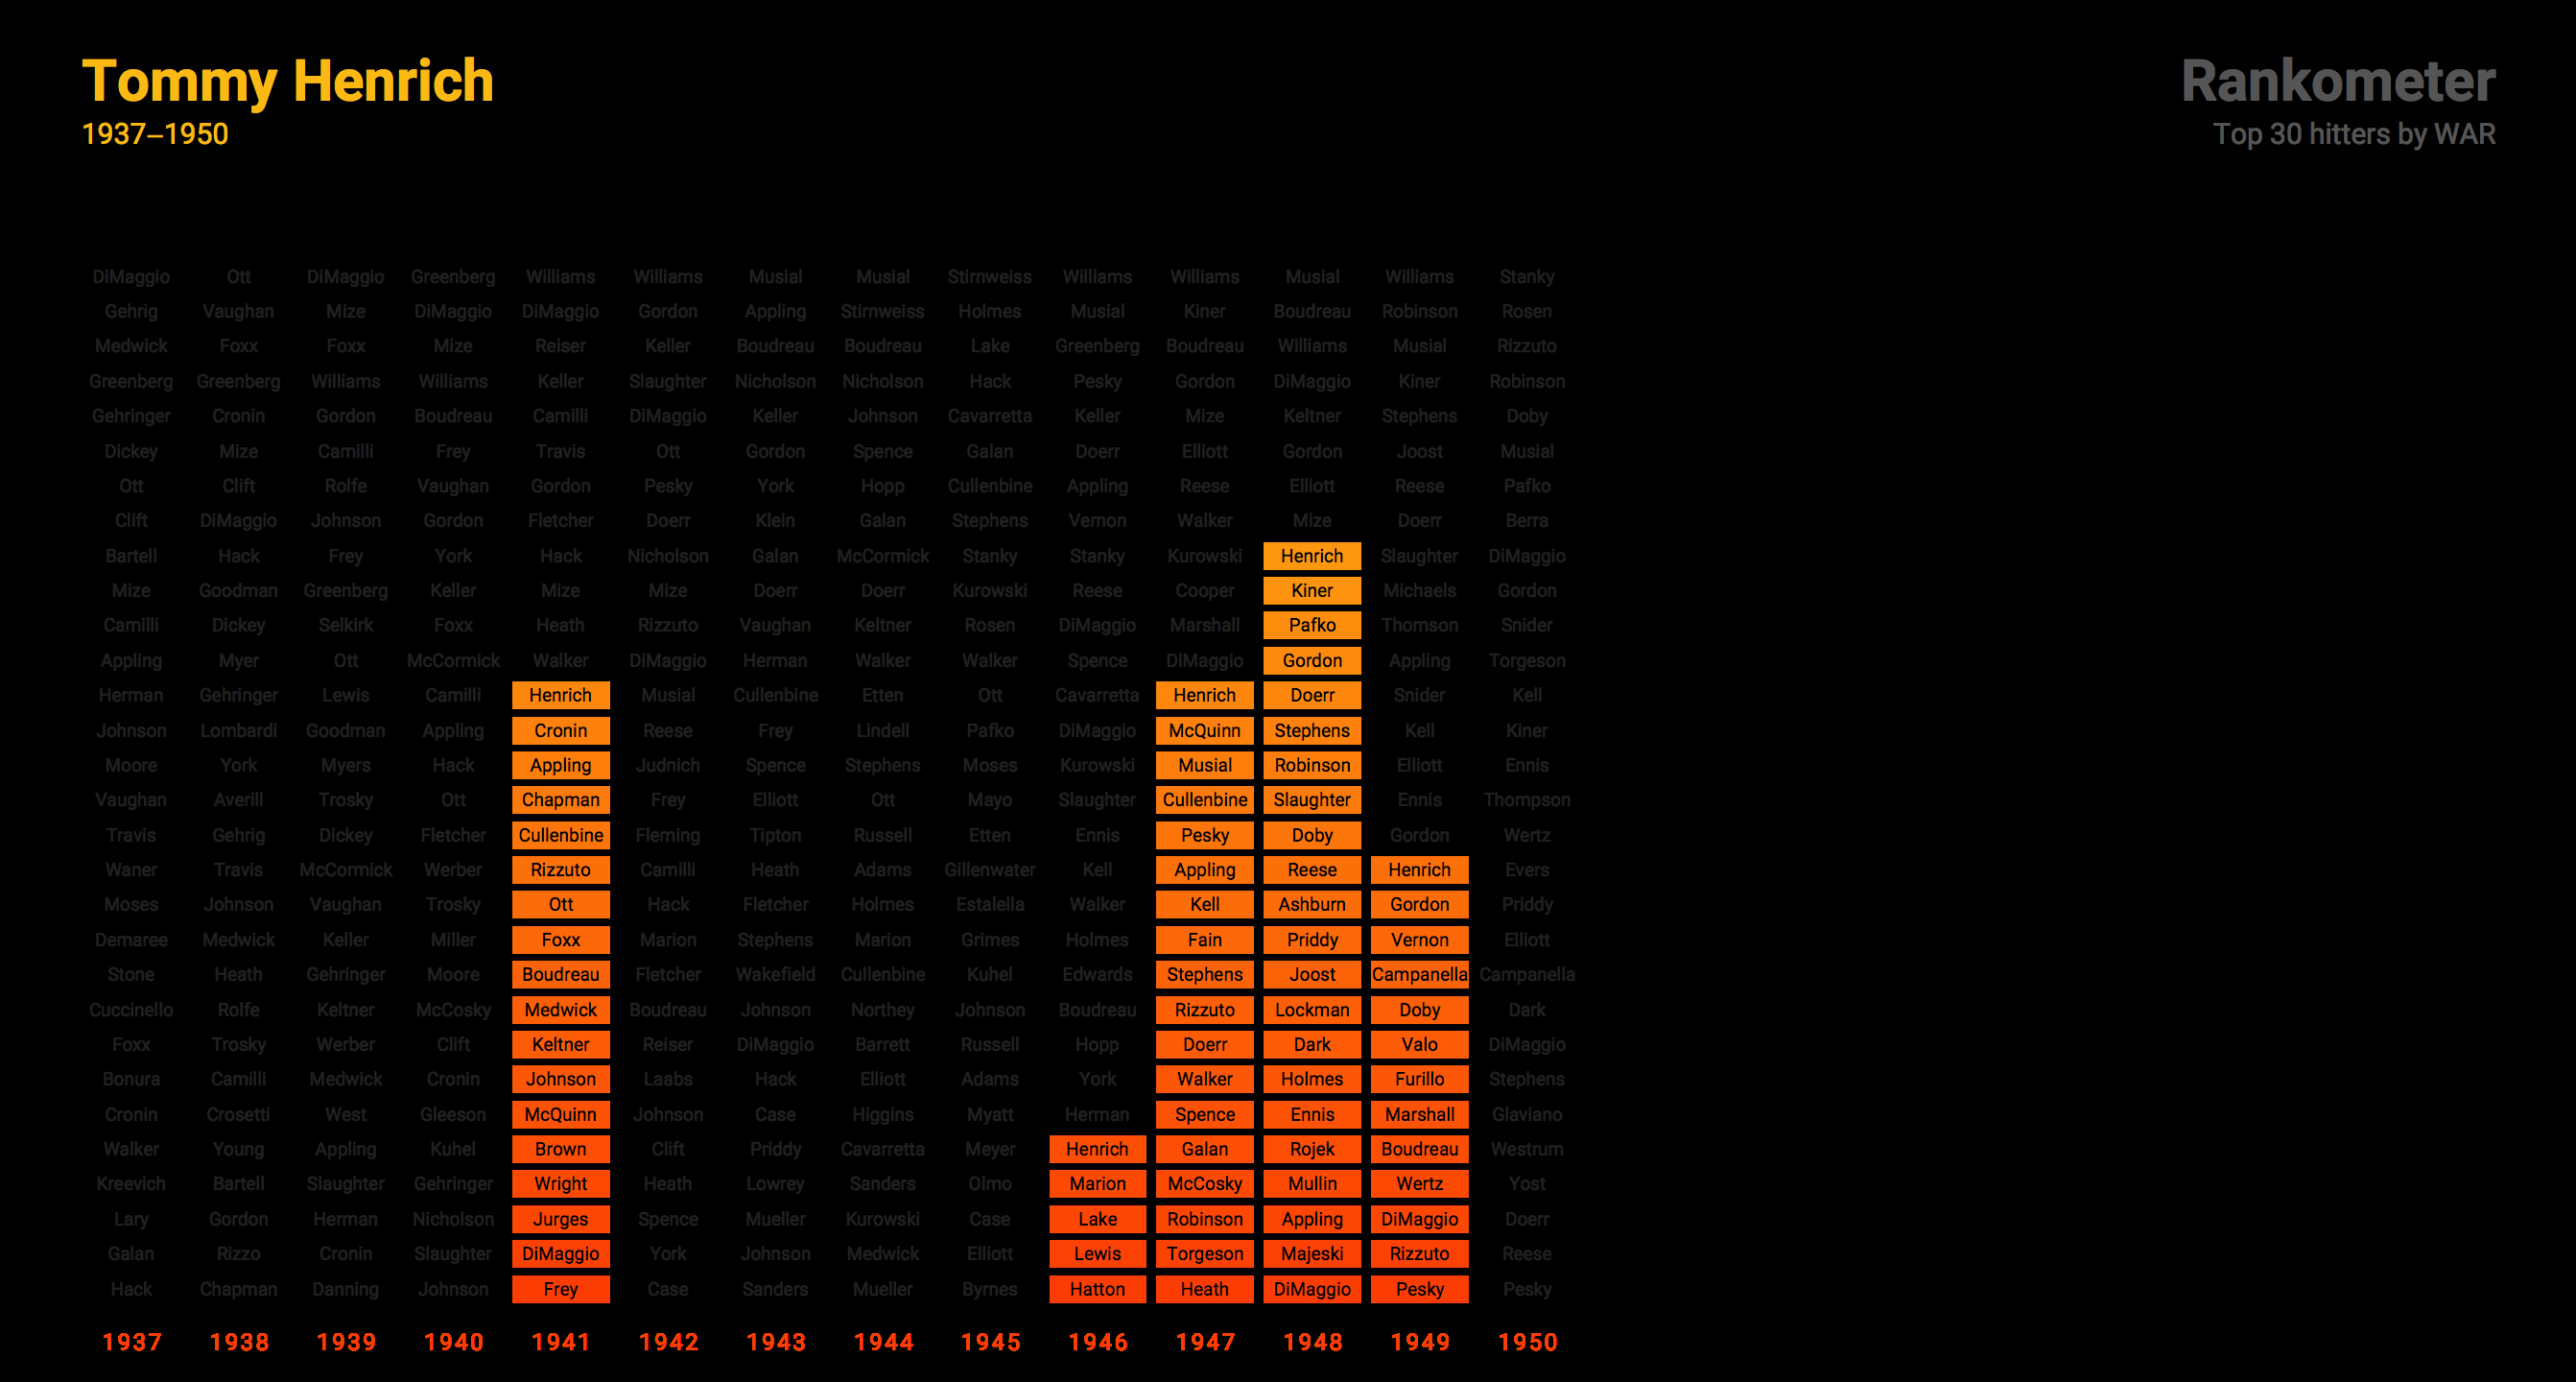 Tommy Henrich
1937–1950
Rankometer
Top 30 hitters by WAR
DiMaggio Ott DiMaggio Greenberg Williams Williams Musial Musial Stirnweiss Williams Williams Musial Williams Stanky
Gehrig Vaughan Mize DiMaggio DiMaggio Gordon Appling Stirnweiss Holmes Musial Kiner Boudreau Robinson Rosen
Medwick Foxx Foxx Mize Reiser Keller Boudreau Boudreau Lake Greenberg Boudreau Williams Musial Rizzuto
Greenberg Greenberg Williams Williams Keller Slaughter Nicholson Nicholson Hack Pesky Gordon DiMaggio Kiner Robinson
Gehringer Cronin Gordon Boudreau Camilli DiMaggio Keller Johnson Cavarretta Keller Mize Keltner Stephens Doby
Dickey Mize Camilli Frey Travis Ott Gordon Spence Galan Doerr Elliott Gordon Joost Musial
Ott Clift Rolfe Vaughan Gordon Pesky York Hopp Cullenbine Appling Reese Elliott Reese Pafko
Clift DiMaggio Johnson Gordon Fletcher Doerr Klein Galan Stephens Vernon Walker Mize Doerr Berra
Bartell Hack Frey York Hack Nicholson Galan McCormick Stanky Stanky Kurowski Henrich Slaughter DiMaggio
Mize Goodman Greenberg Keller Mize Mize Doerr Doerr Kurowski Reese Cooper Kiner Michaels Gordon
Camilli Dickey Selkirk Foxx Heath Rizzuto Vaughan Keltner Rosen DiMaggio Marshall Pafko Thomson Snider
Appling Myer Ott McCormick Walker DiMaggio Herman Walker Walker Spence DiMaggio Gordon Appling Torgeson
Herman Gehringer Lewis Camilli Henrich Musial Cullenbine Etten Ott Cavarretta Henrich Doerr Snider Kell
Johnson Lombardi Goodman Appling Cronin Reese Frey Lindell Pafko DiMaggio McQuinn Stephens Kell Kiner
Moore York Myers Hack Appling Judnich Spence Stephens Moses Kurowski Musial Robinson Elliott Ennis
Vaughan Averill Trosky Ott Chapman Frey Elliott Ott Mayo Slaughter Cullenbine Slaughter Ennis Thompson
Travis Gehrig Dickey Fletcher Cullenbine Fleming Tipton Russell Etten Ennis Pesky Doby Gordon Wertz
Waner Travis McCormick Werber Rizzuto Camilli Heath Adams Gillenwater Kell Appling Reese Henrich Evers
Moses Johnson Vaughan Trosky Ott Hack Fletcher Holmes Estalella Walker Kell Ashburn Gordon Priddy
Demaree Medwick Keller Miller Foxx Marion Stephens Marion Grimes Holmes Fain Priddy Vernon Elliott
Stone Heath Gehringer Moore Boudreau Fletcher Wakefield Cullenbine Kuhel Edwards Stephens Joost Campanella Campanella
Cuccinello Rolfe Keltner McCosky Medwick Boudreau Johnson Northey Johnson Boudreau Rizzuto Lockman Doby Dark
Foxx Trosky Werber Clift Keltner Reiser DiMaggio Barrett Russell Hopp Doerr Dark Valo DiMaggio
Bonura Camilli Medwick Cronin Johnson Laabs Hack Elliott Adams York Walker Holmes Furillo Stephens
Cronin Crosetti West Gleeson McQuinn Johnson Case Higgins Myatt Herman Spence Ennis Marshall Glaviano
Walker Young Appling Kuhel Brown Clift Priddy Cavarretta Meyer Henrich Galan Rojek Boudreau Westrum
Kreevich Bartell Slaughter Gehringer Wright Heath Lowrey Sanders Olmo Marion McCosky Mullin Wertz Yost
Lary Gordon Herman Nicholson Jurges Spence Mueller Kurowski Case Lake Robinson Appling DiMaggio Doerr
Galan Rizzo Cronin Slaughter DiMaggio York Johnson Medwick Elliott Lewis Torgeson Majeski Rizzuto Reese
Hack Chapman Danning Johnson Frey Case Sanders Mueller Byrnes Hatton Heath DiMaggio Pesky Pesky
1937 1938 1939 1940 1941 1942 1943 1944 1945 1946 1947 1948 1949 1950